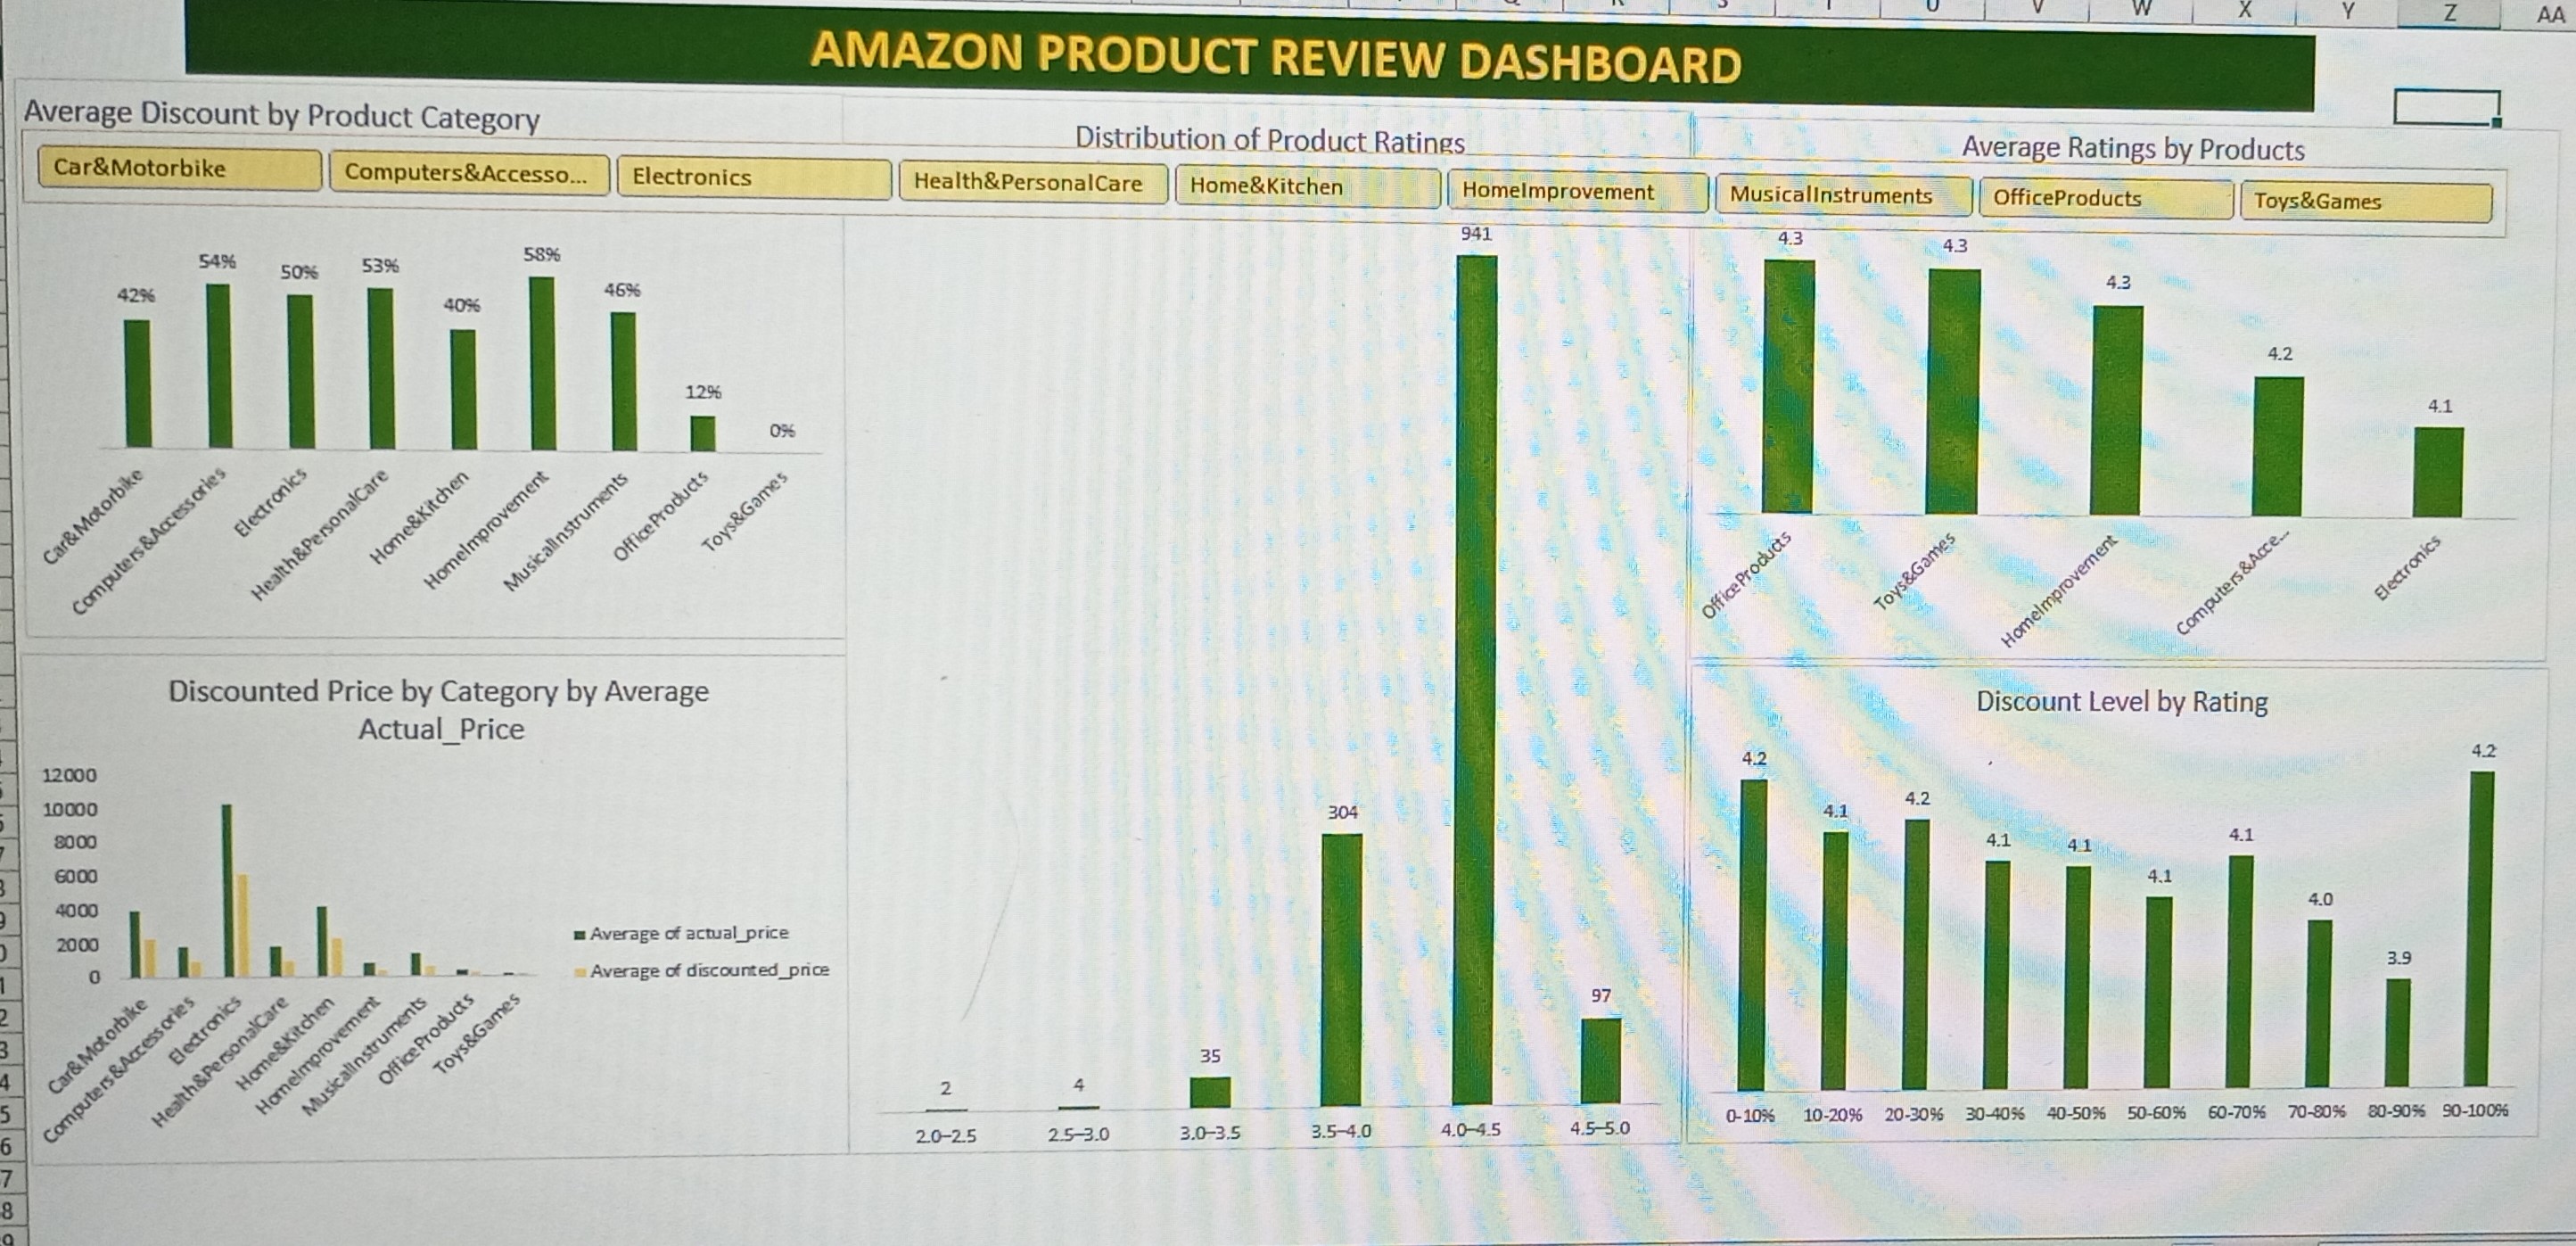 S T U V W X Y Z AA
AMAZON PRODUCT REVIEW DASHBOARD
Average Discount by Product Category
Distribution of Product Ratings
Average Ratings by Products
Car&Motorbike
Computers&Accesso...
Electronics
Health&PersonalCare
Home&Kitchen
HomeImprovement
MusicalInstruments
OfficeProducts
Toys&Games
42%
54%
50%
53%
40%
58%
46%
12%
0%
Car&Motorbike
Computers&Accessories
Electronics
Health&PersonalCare
Home&Kitchen
HomeImprovement
MusicalInstruments
OfficeProducts
Toys&Games
Discounted Price by Category by Average
Actual_Price
12000
10000
8000
6000
4000
2000
0
Average of actual_price
Average of discounted_price
Car&Motorbike
Computers&Accessories
Electronics
Health&PersonalCare
Home&Kitchen
HomeImprovement
MusicalInstruments
OfficeProducts
Toys&Games
2
4
35
304
941
97
2.0–2.5
2.5–3.0
3.0–3.5
3.5–4.0
4.0–4.5
4.5–5.0
4.3
4.3
4.3
4.2
4.1
OfficeProducts
Toys&Games
HomeImprovement
Computers&Acce...
Electronics
Discount Level by Rating
4.2
4.1
4.2
4.1
4.1
4.1
4.1
4.0
3.9
4.2
0-10%
10-20%
20-30%
30-40%
40-50%
50-60%
60-70%
70-80%
80-90%
90-100%